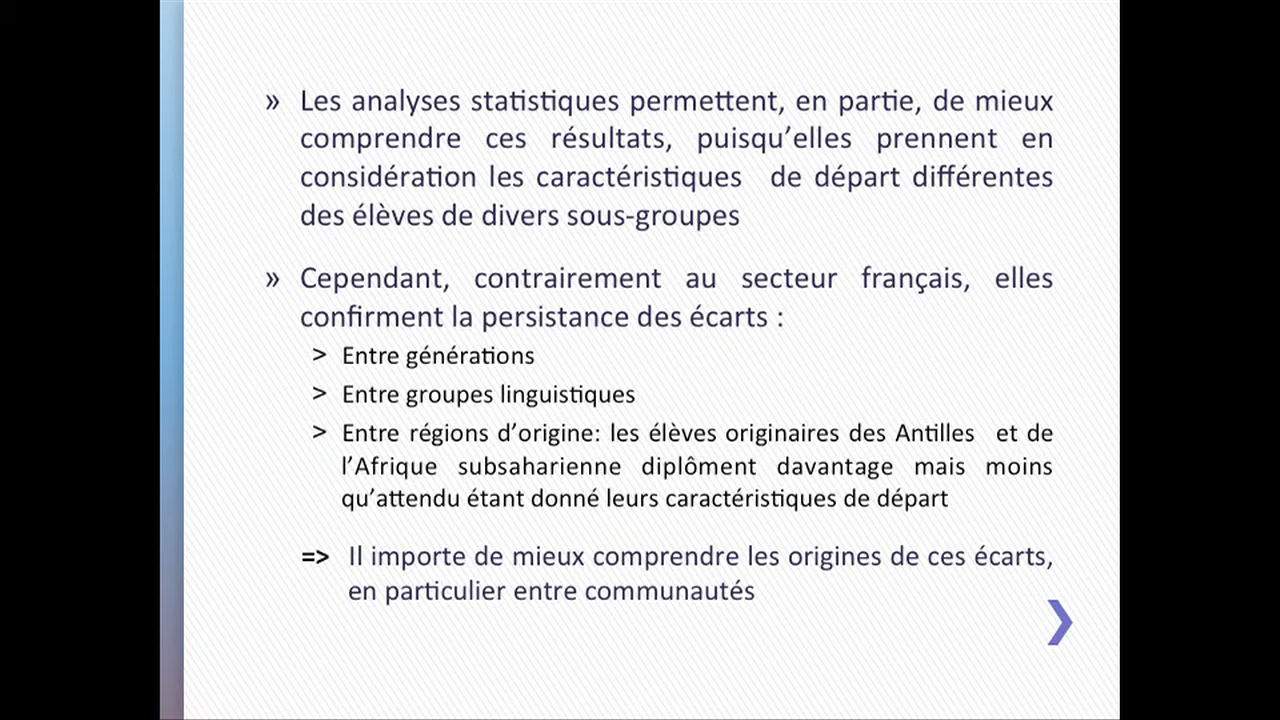 » Les analyses statistiques permettent, en partie, de mieux
comprendre ces résultats, puisqu’elles prennent en
considération les caractéristiques de départ différentes
des élèves de divers sous-groupes
» Cependant, contrairement au secteur français, elles
confirment la persistance des écarts :
> Entre générations
> Entre groupes linguistiques
> Entre régions d’origine: les élèves originaires des Antilles et de
l’Afrique subsaharienne diplôment davantage mais moins
qu’attendu étant donné leurs caractéristiques de départ
=> Il importe de mieux comprendre les origines de ces écarts,
en particulier entre communautés